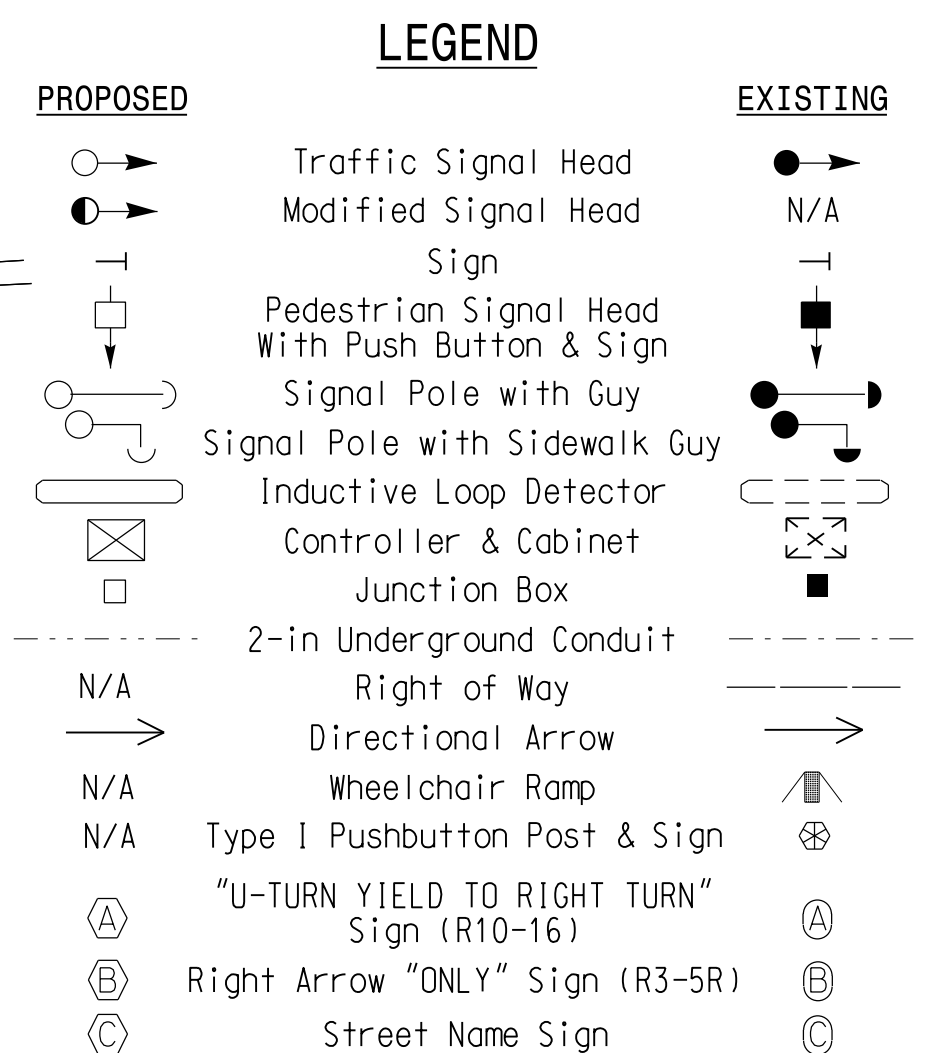 LEGEND
PROPOSED EXISTING
Traffic Signal Head
Modified Signal Head N/A
Sign
Pedestrian Signal Head
With Push Button & Sign
Signal Pole with Guy
Signal Pole with Sidewalk Guy
Inductive Loop Detector
Controller & Cabinet
Junction Box
2-in Underground Conduit
N/A Right of Way
Directional Arrow
N/A Wheelchair Ramp
N/A Type I Pushbutton Post & Sign
"U-TURN YIELD TO RIGHT TURN"
A Sign (R10-16) A
B Right Arrow "ONLY" Sign (R3-5R) B
C Street Name Sign C